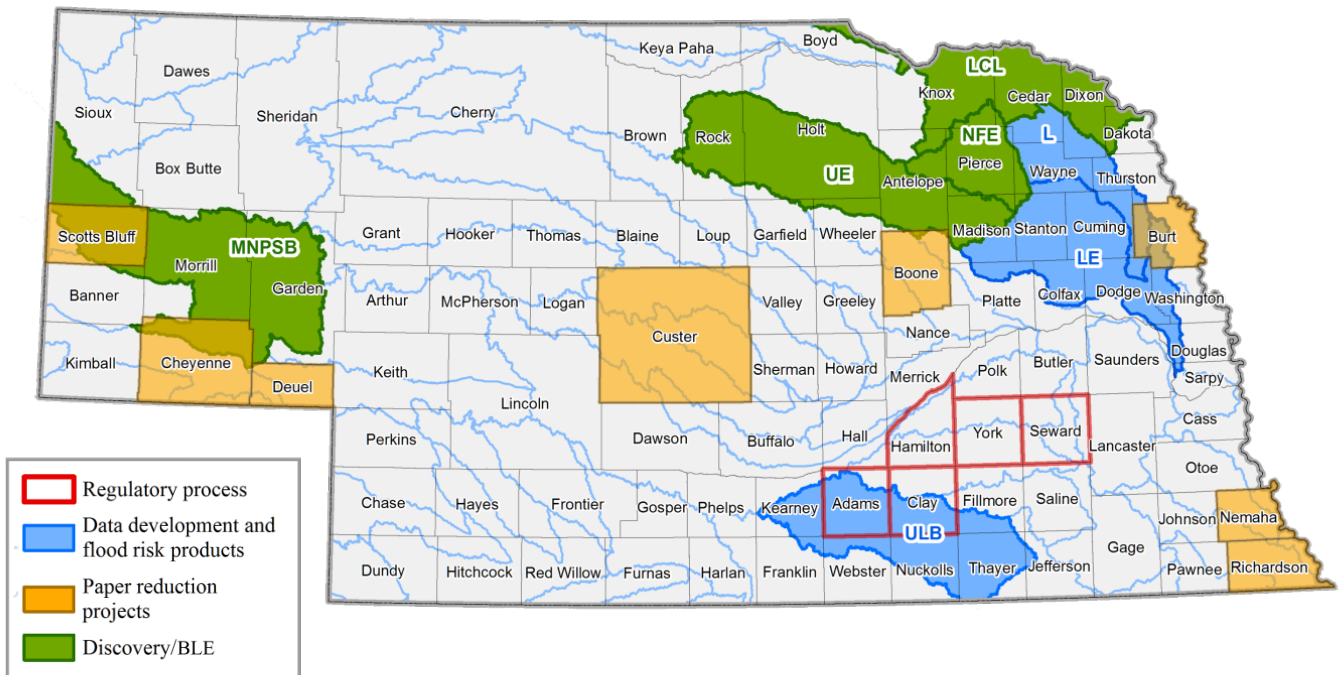 Boyd
Keya Paha
LCL
Dawes
Knox
Cedar
Dixon
Sioux
Sheridan
Cherry
Brown
Rock
Holt
NFE
L
Dakota
Box Butte
UE
Antelope
Pierce
Wayne
Thurston
Scotts Bluff
MNPSB
Morrill
Garden
Grant
Hooker
Thomas
Blaine
Loup
Garfield
Wheeler
Madison
Stanton
Cuming
Burt
LE
Banner
Arthur
McPherson
Logan
Valley
Greeley
Boone
Platte
Colfax
Dodge
Washington
Nance
Kimball
Cheyenne
Deuel
Keith
Lincoln
Custer
Sherman
Howard
Merrick
Polk
Butler
Saunders
Douglas
Sarpy
Perkins
Dawson
Buffalo
Hall
Hamilton
York
Seward
Lancaster
Cass
Otoe
Chase
Hayes
Frontier
Gosper
Phelps
Kearney
Adams
Clay
Fillmore
Saline
Johnson
Nemaha
ULB
Dundy
Hitchcock
Red Willow
Furnas
Harlan
Franklin
Webster
Nuckolls
Thayer
Jefferson
Gage
Pawnee
Richardson
Regulatory process
Data development and
flood risk products
Paper reduction
projects
Discovery/BLE